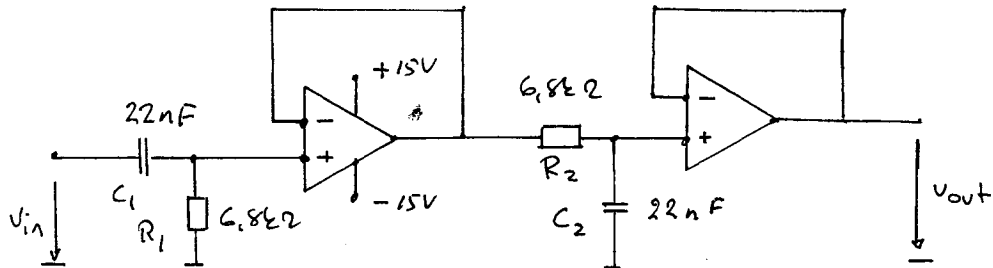 +15V
-
+
-15V
22nF
C1
R1
6,8kΩ
Vin
6,8kΩ
R2
C2
22nF
-
+
Vout